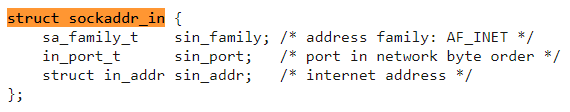 struct sockaddr_in {
    sa_family_t    sin_family; /* address family: AF_INET */
    in_port_t      sin_port;   /* port in network byte order */
    struct in_addr sin_addr;   /* internet address */
};